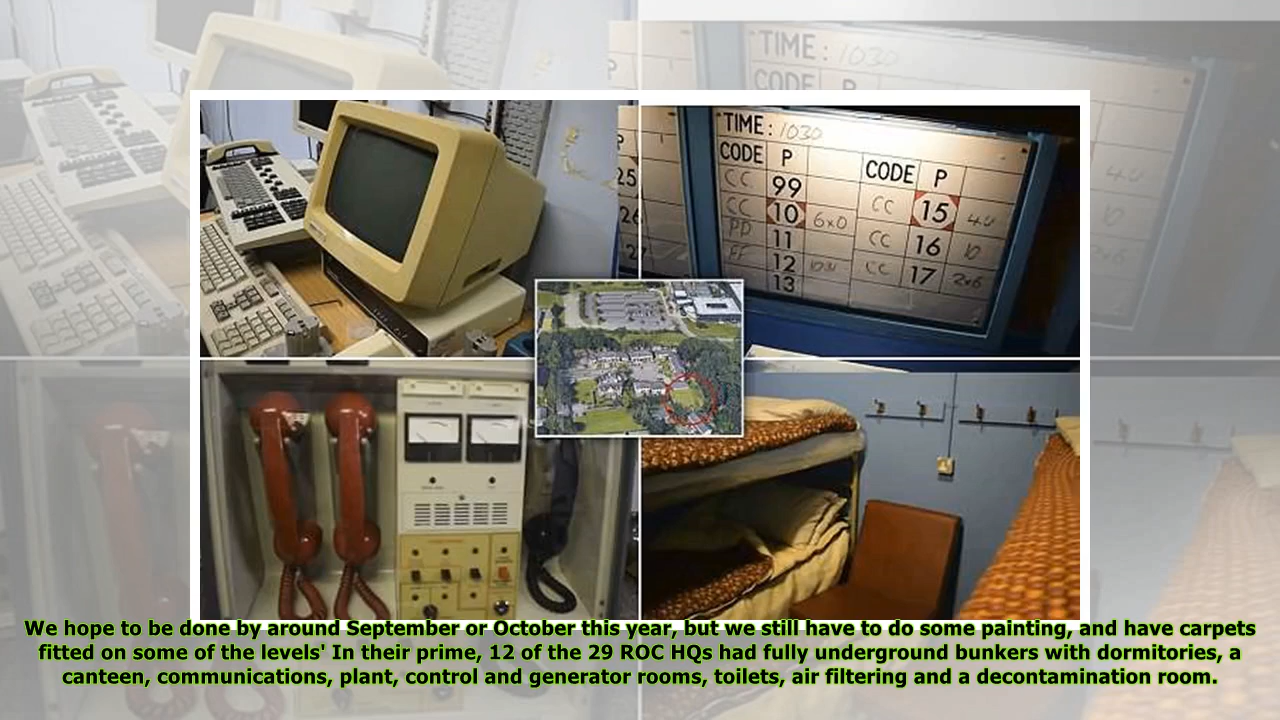 TIME: 1030
CODE P CODE P
CC 99
CC 10 6x0 CC 15
PD 11 CC 16 10
FF 12 CC 17 2x6
13
25
26
27
We hope to be done by around September or October this year, but we still have to do some painting, and have carpets
fitted on some of the levels' In their prime, 12 of the 29 ROC HQs had fully underground bunkers with dormitories, a
canteen, communications, plant, control and generator rooms, toilets, air filtering and a decontamination room.